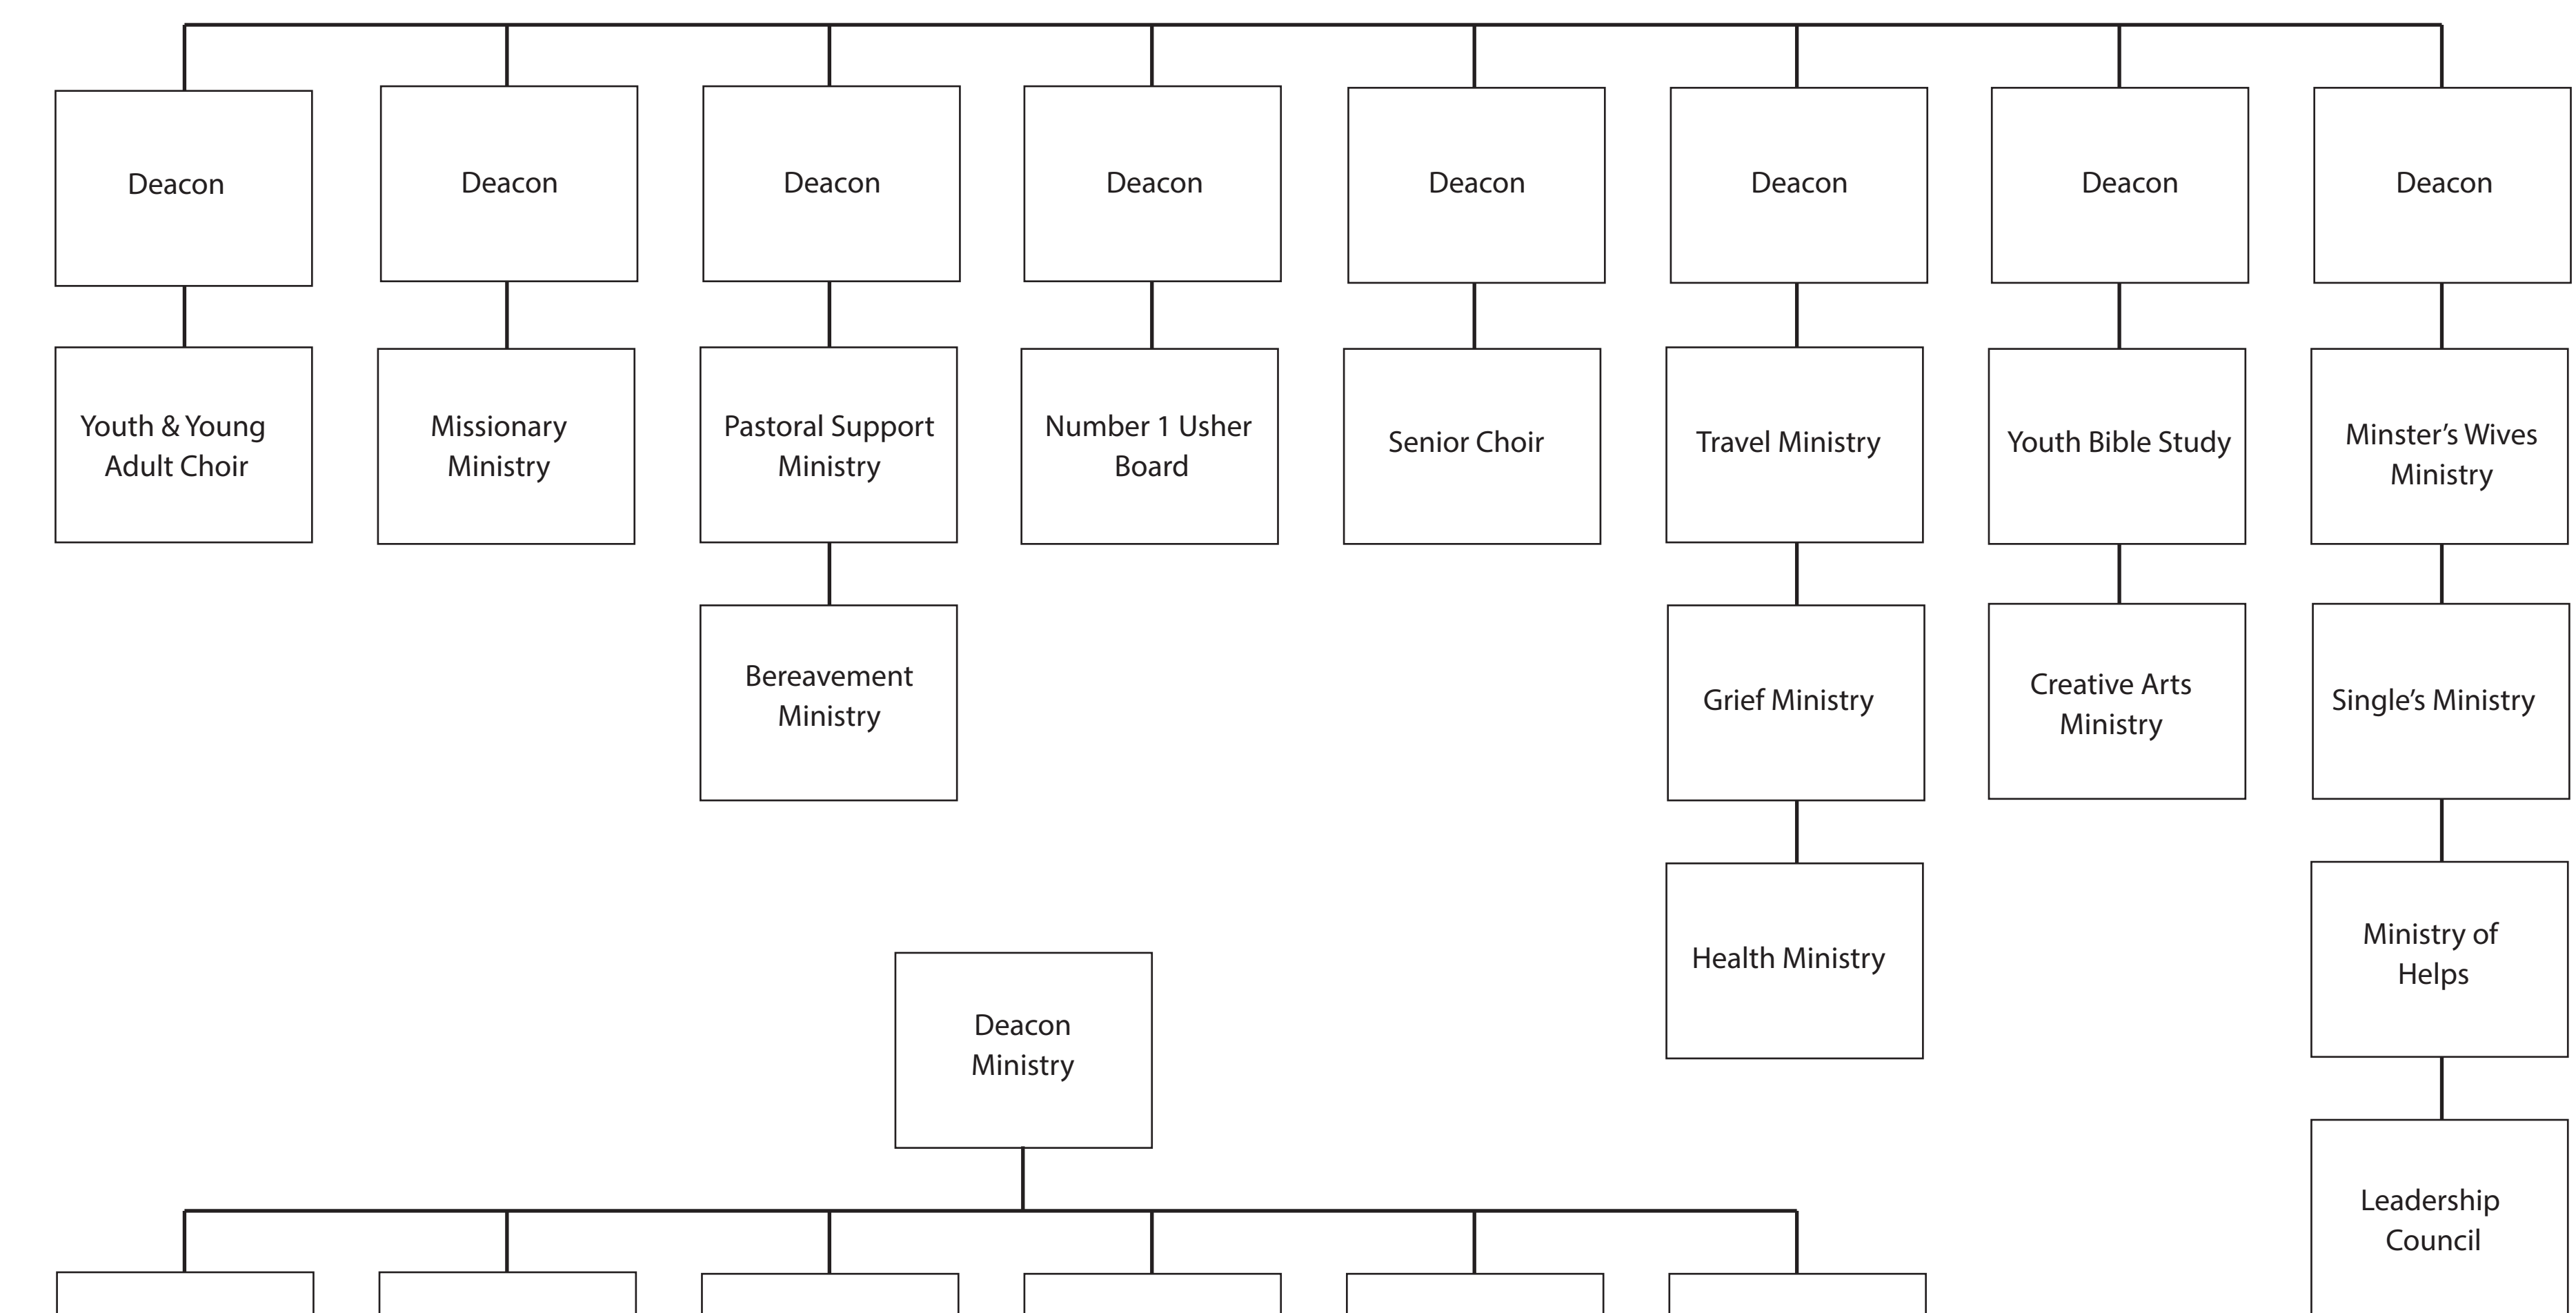 Deacon
Deacon
Deacon
Deacon
Deacon
Deacon
Deacon
Deacon
Youth & Young
Adult Choir
Missionary
Ministry
Pastoral Support
Ministry
Number 1 Usher
Board
Senior Choir
Travel Ministry
Youth Bible Study
Minster’s Wives
Ministry
Bereavement
Ministry
Grief Ministry
Creative Arts
Ministry
Single’s Ministry
Health Ministry
Ministry of
Helps
Deacon
Ministry
Leadership
Council